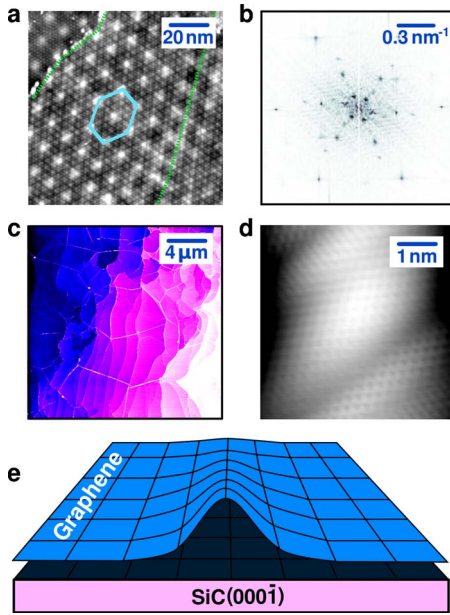 a
20 nm
b
0.3 nm⁻¹
c
4 μm
d
1 nm
e
Graphene
SiC(0001̄)